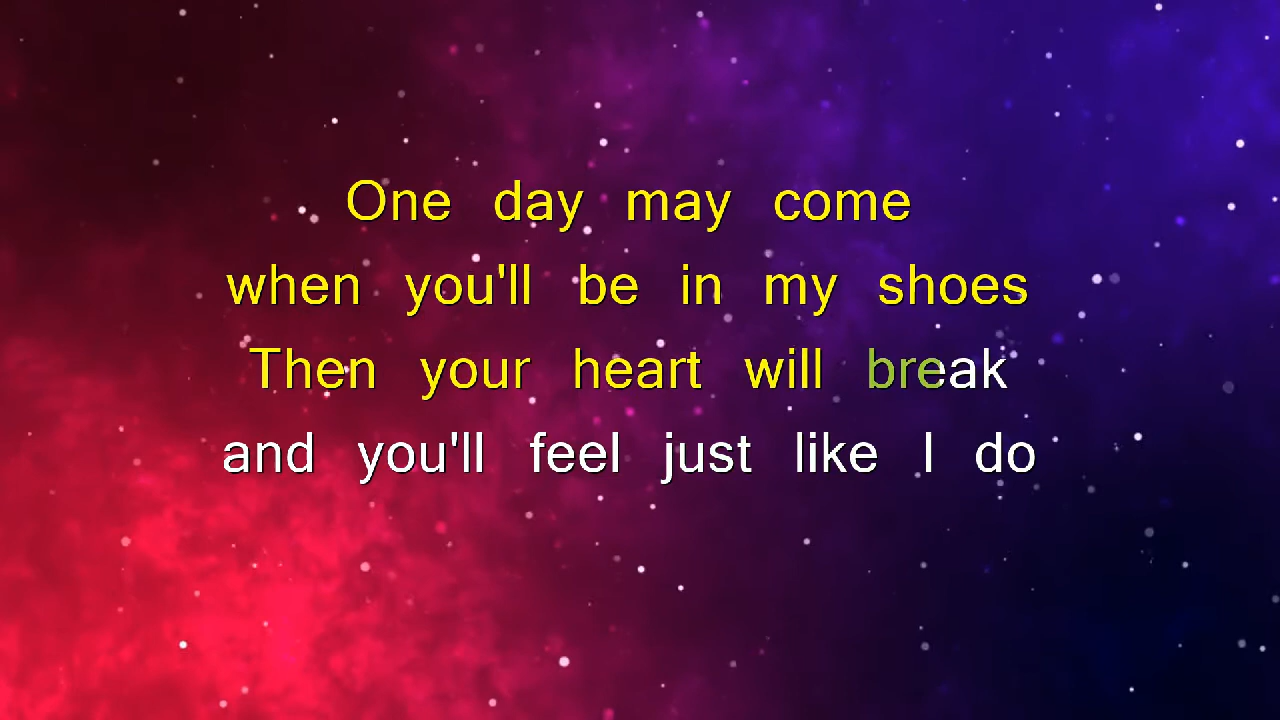 One day may come
when you'll be in my shoes
Then your heart will break
and you'll feel just like I do